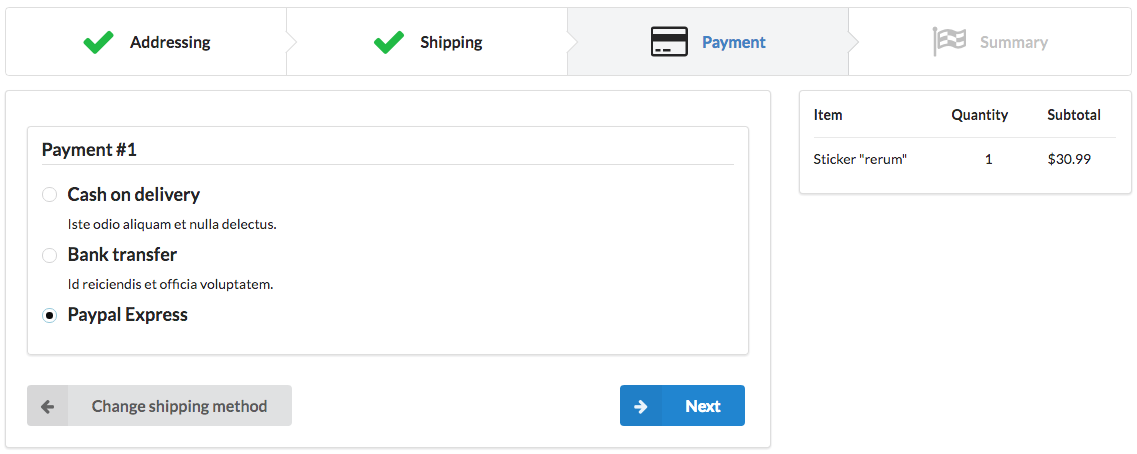 Addressing
Shipping
Payment
Summary
Payment #1
Cash on delivery
Iste odio aliquam et nulla delectus.
Bank transfer
Id reiciendis et officia voluptatem.
Paypal Express
Change shipping method
Next
Item Quantity Subtotal
Sticker "rerum" 1 $30.99